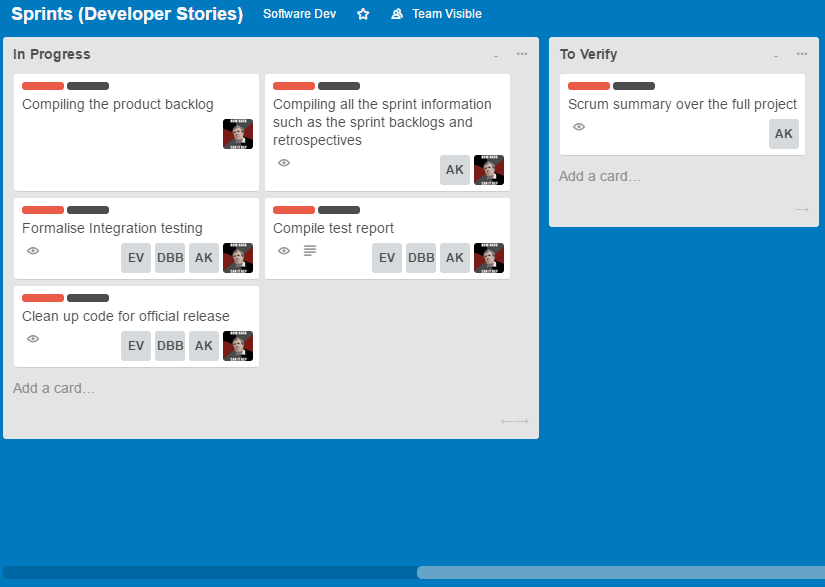 Sprints (Developer Stories) Software Dev Team Visible
In Progress
Compiling the product backlog
Compiling all the sprint information
such as the sprint backlogs and
retrospectives
AK
Formalise Integration testing
EV DBB AK
Compile test report
EV DBB AK
Clean up code for official release
EV DBB AK
Add a card...
To Verify
Scrum summary over the full project
AK
Add a card...